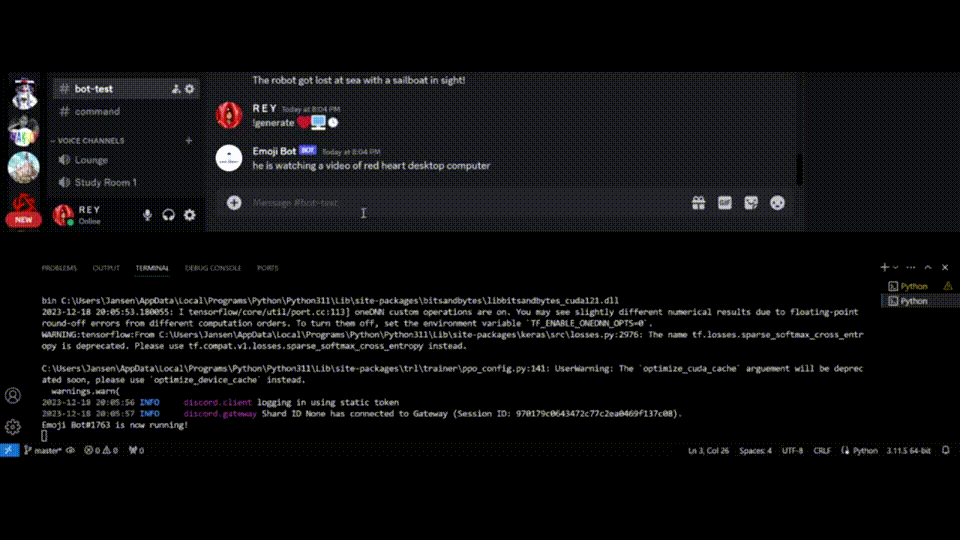 The robot got lost at sea with a sailboat in sight!
# bot-test
R E Y Today at 8:04 PM
# command
!generate ❤️🖥️🕒
VOICE CHANNELS
Emoji Bot BOT Today at 8:04 PM
Lounge
he is watching a video of red heart desktop computer
Study Room 1
R E Y
Online
NEW
Message #bot-test
GIF
PROBLEMS OUTPUT TERMINAL DEBUG CONSOLE PORTS
Python
Python
bin C:\Users\Jansen\AppData\Local\Programs\Python\Python311\Lib\site-packages\bitsandbytes\libbitsandbytes_cuda121.dll
2023-12-18 20:05:53.180055: I tensorflow/core/util/port.cc:113] oneDNN custom operations are on. You may see slightly different numerical results due to floating-point
round-off errors from different computation orders. To turn them off, set the environment variable `TF_ENABLE_ONEDNN_OPTS=0`.
WARNING:tensorflow:From C:\Users\Jansen\AppData\Local\Programs\Python\Python311\Lib\site-packages\keras\src\losses.py:2976: The name tf.losses.sparse_softmax_cross_entr
opy is deprecated. Please use tf.compat.v1.losses.sparse_softmax_cross_entropy instead.
C:\Users\Jansen\AppData\Local\Programs\Python\Python311\Lib\site-packages\trl\trainer\ppo_config.py:141: UserWarning: The `optimize_cuda_cache` arguement will be deprec
ated soon, please use `optimize_device_cache` instead.
warnings.warn(
2023-12-18 20:05:56 INFO discord.client logging in using static token
2023-12-18 20:05:57 INFO discord.gateway Shard ID None has connected to Gateway (Session ID: 970179c0643472c77c2ea0469f137c08).
Emoji Bot#1763 is now running!
master* 0 0 0 Ln 3, Col 26 Spaces: 4 UTF-8 CRLF Python 3.11.5 64-bit